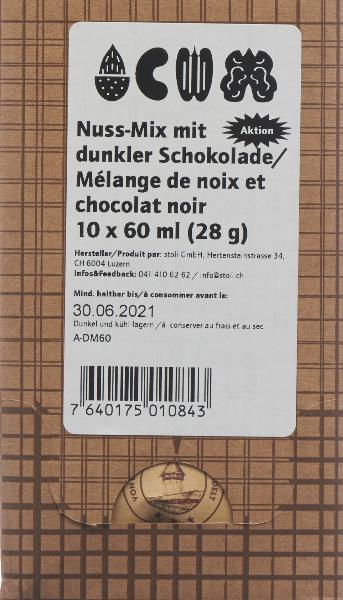 Aktion
Nuss-Mix mit
dunkler Schokolade/
Mélange de noix et
chocolat noir
10 x 60 ml (28 g)
Hersteller/Produit par: stoli GmbH, Hertensteinstrasse 34,
CH-6004 Luzern
Infos&Feedback: 041 410 62 62 / info@stoli.ch
Mind. haltbar bis/à consommer avant le:
30.06.2021
Dunkel und kühl lagern /à conserver au frais et au sec
A-DM60
7 640175 010843